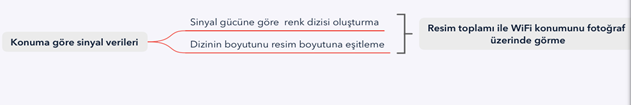 Konuma göre sinyal verileri
Sinyal gücüne göre  renk dizisi oluşturma
Dizinin boyutunu resim boyutuna eşitleme
Resim toplamı ile WiFi konumunu fotoğraf
üzerinde görme